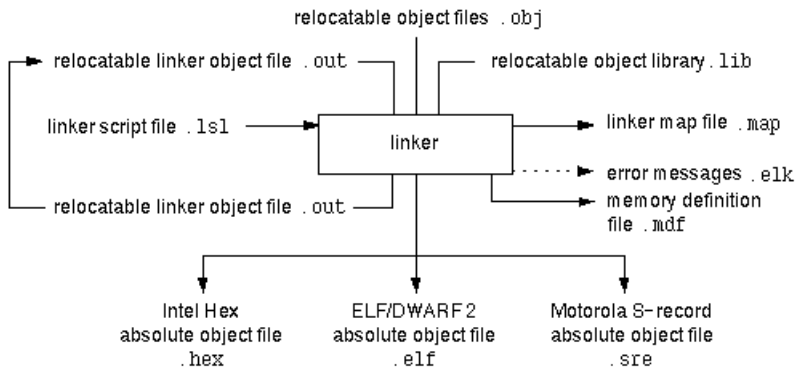 relocatable object files .obj
relocatable linker object file .out
relocatable object library .lib
linker script file .lsl
linker
linker map file .map
error messages .elk
relocatable linker object file .out
memory definition
file .mdf
Intel Hex
absolute object file
.hex
ELF/DWARF 2
absolute object file
.elf
Motorola S-record
absolute object file
.sre